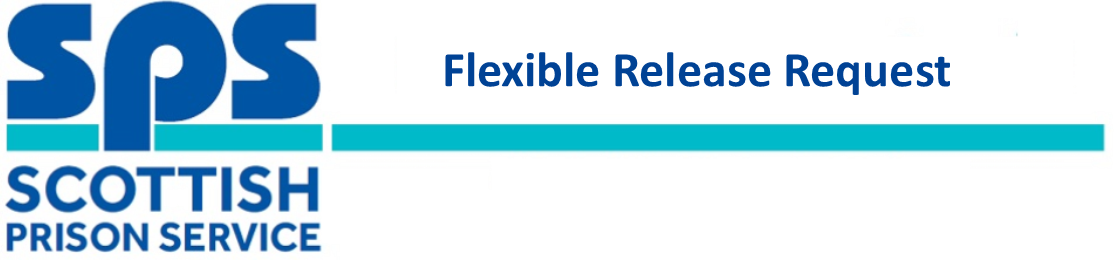 sps
Flexible Release Request
SCOTTISH
PRISON SERVICE